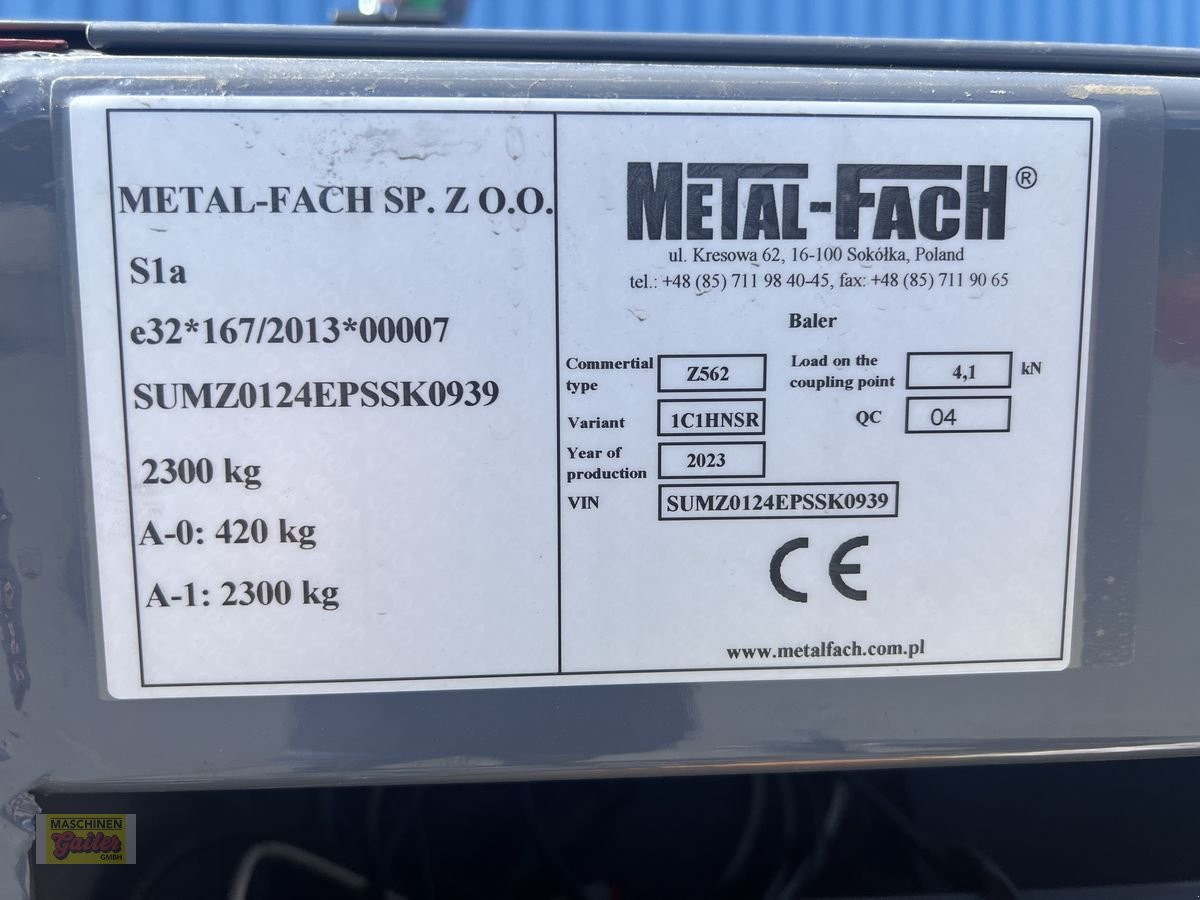 METAL-FACH SP. Z O.O.
S1a
e32*167/2013*00007
SUMZ0124EPSSK0939
2300 kg
A-0: 420 kg
A-1: 2300 kg
METAL-FACH®
ul. Kresowa 62, 16-100 Sokółka, Poland
tel.: +48 (85) 711 98 40-45, fax: +48 (85) 711 90 65
Baler
Commertial type Z562
Load on the coupling point 4,1 kN
Variant 1C1HNSR
QC 04
Year of production 2023
VIN SUMZ0124EPSSK0939
CE
www.metalfach.com.pl
MASCHINEN
Gailer
GMBH